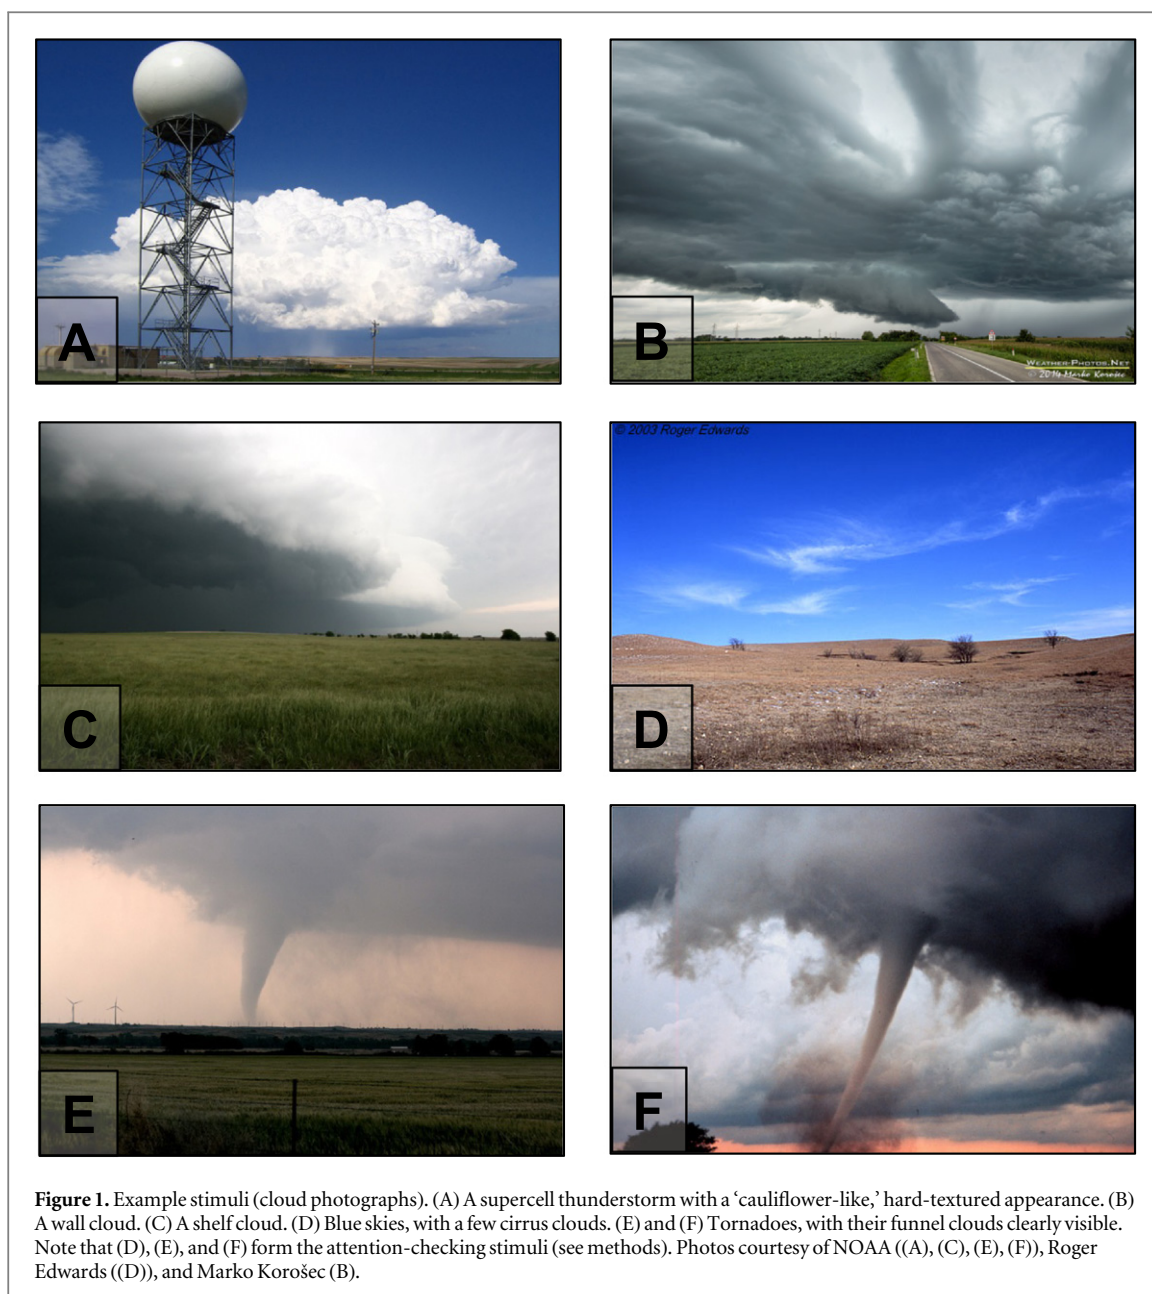 A
B
WEATHER-PHOTOS.NET
© 2014 Marko Korošec
C
© 2003 Roger Edwards
D
E
F
Figure 1. Example stimuli (cloud photographs). (A) A supercell thunderstorm with a ‘cauliflower-like,’ hard-textured appearance. (B)
A wall cloud. (C) A shelf cloud. (D) Blue skies, with a few cirrus clouds. (E) and (F) Tornadoes, with their funnel clouds clearly visible.
Note that (D), (E), and (F) form the attention-checking stimuli (see methods). Photos courtesy of NOAA ((A), (C), (E), (F)), Roger
Edwards ((D)), and Marko Korošec (B).